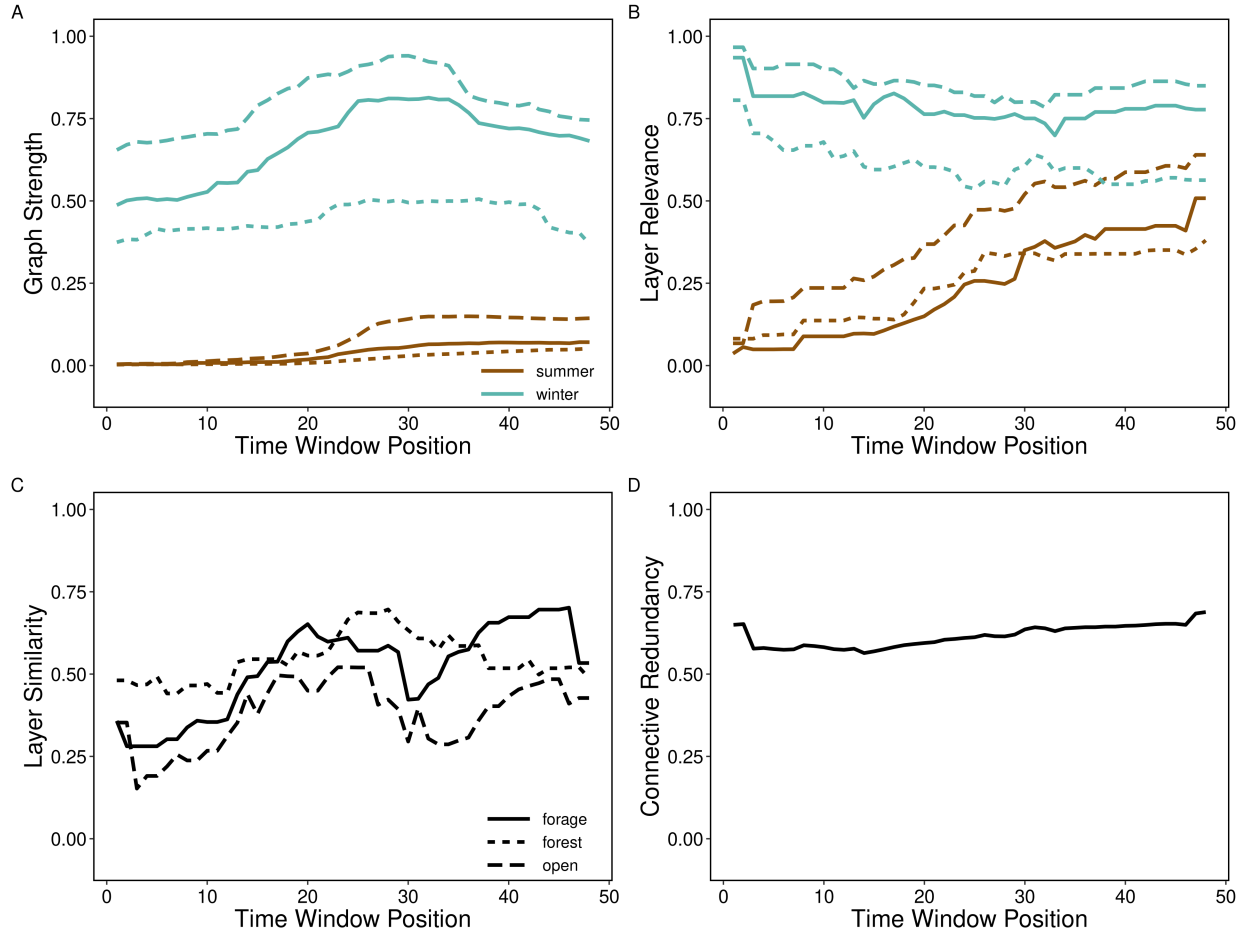 A
Graph Strength
1.00
0.75
0.50
0.25
0.00
summer
winter
0 10 20 30 40 50
Time Window Position
B
Layer Relevance
1.00
0.75
0.50
0.25
0.00
0 10 20 30 40 50
Time Window Position
C
Layer Similarity
1.00
0.75
0.50
0.25
0.00
forage
forest
open
0 10 20 30 40 50
Time Window Position
D
Connective Redundancy
1.00
0.75
0.50
0.25
0.00
0 10 20 30 40 50
Time Window Position